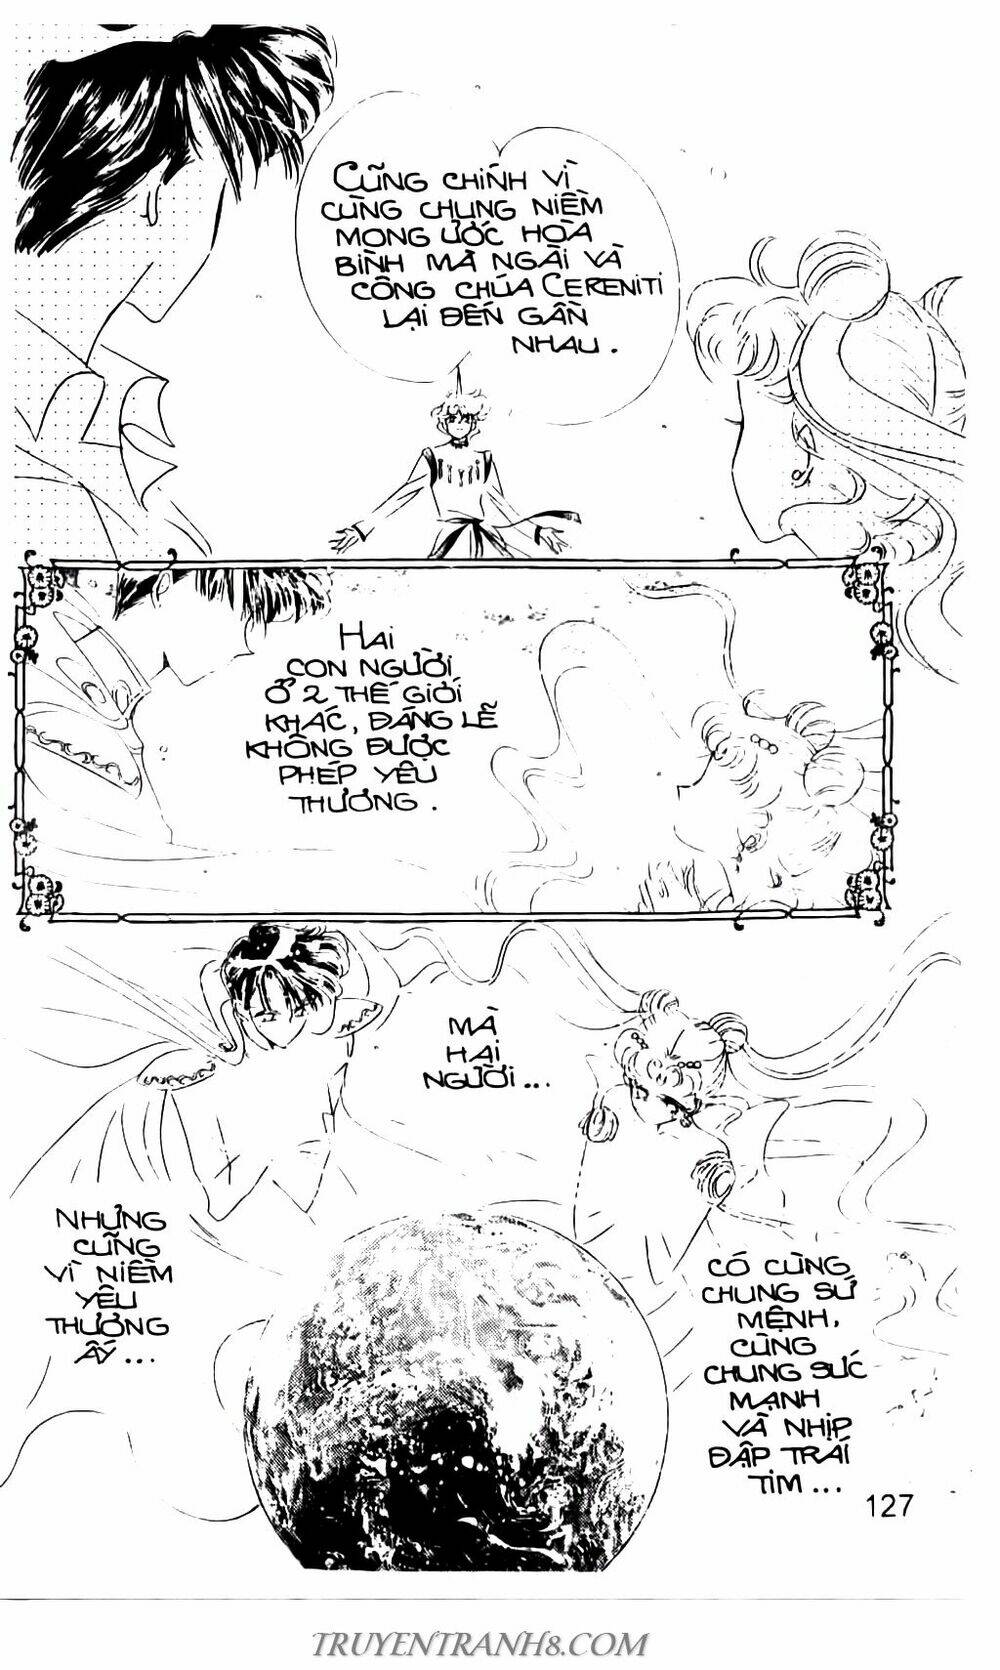 CŨNG CHÍNH VÌ
CÙNG CHUNG NIỀM
MONG ƯỚC HÒA
BÌNH MÀ NGÀI VÀ
CÔNG CHÚA CERENITI
LẠI ĐẾN GẦN
NHAU.
HAI
CON NGƯỜI
Ở 2 THẾ GIỚI
KHÁC, ĐÁNG LẼ
KHÔNG ĐƯỢC
PHÉP YÊU
THƯƠNG.
MÀ
HAI
NGƯỜI...
NHƯNG
CŨNG
VÌ NIỀM
YÊU
THƯƠNG
ẤY...
CÓ CÙNG
CHUNG SỨ
MỆNH,
CÙNG
CHUNG SỨC
MẠNH
VÀ NHỊP
ĐẬP TRÁI
TIM...
127
TRUYENTRANH8.COM